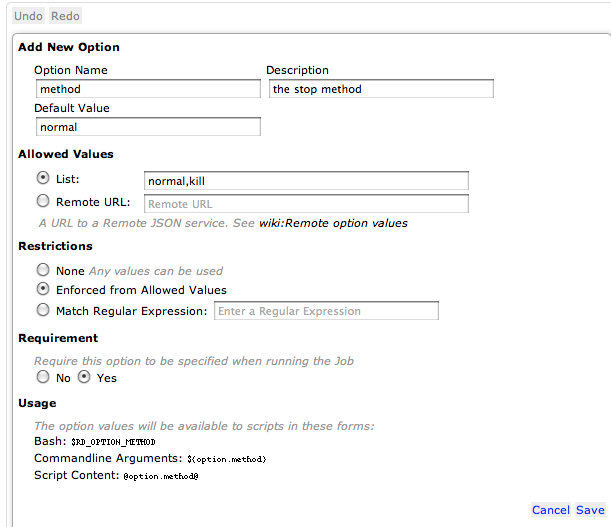 Undo Redo
Add New Option
Option Name Description
method the stop method
Default Value
normal
Allowed Values
List: normal,kill
Remote URL: Remote URL
A URL to a Remote JSON service. See wiki:Remote option values
Restrictions
None Any values can be used
Enforced from Allowed Values
Match Regular Expression: Enter a Regular Expression
Requirement
Require this option to be specified when running the Job
No Yes
Usage
The option values will be available to scripts in these forms:
Bash: $RD_OPTION_METHOD
Commandline Arguments: ${option.method}
Script Content: @option.method@
Cancel Save